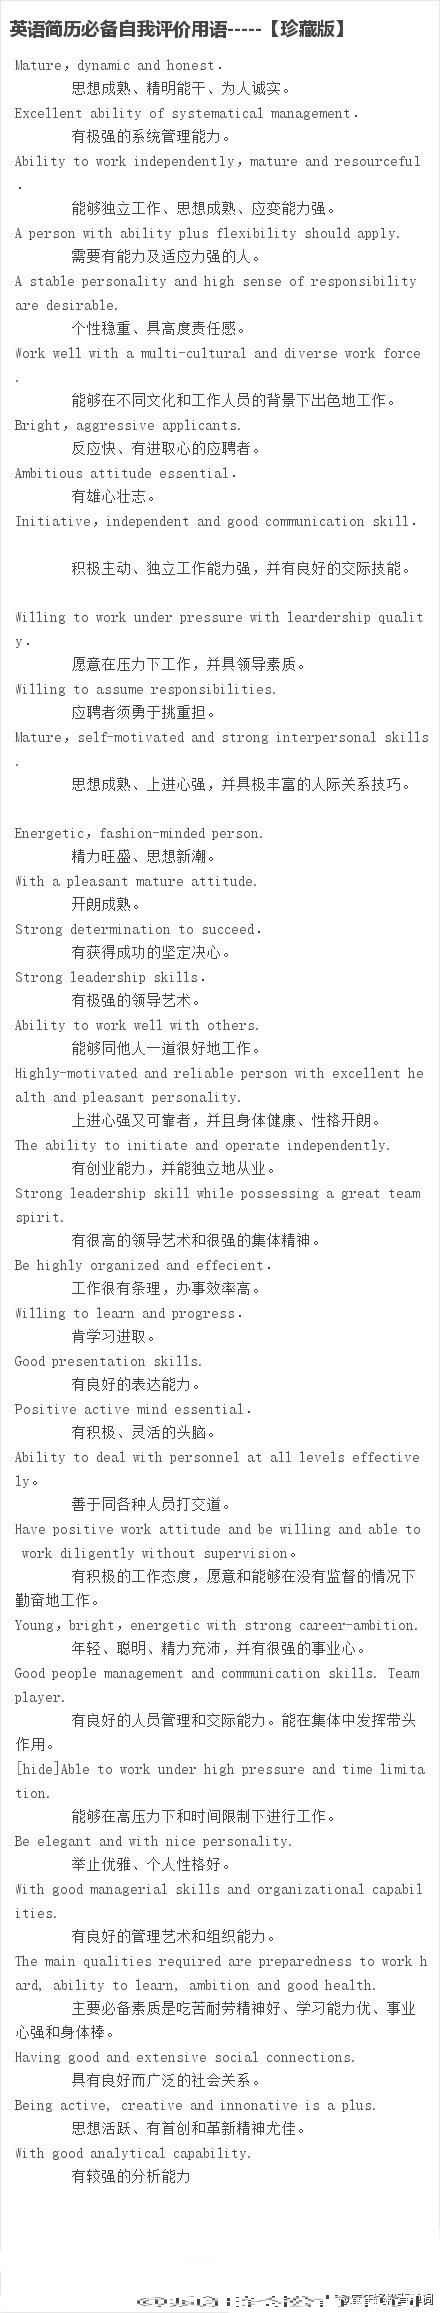 英语简历必备自我评价用语-----【珍藏版】
Mature，dynamic and honest．
思想成熟、精明能干、为人诚实。
Excellent ability of systematical management．
有极强的系统管理能力。
Ability to work independently，mature and resourceful
．
能够独立工作、思想成熟、应变能力强。
A person with ability plus flexibility should apply.
需要有能力及适应力强的人。
A stable personality and high sense of responsibility
are desirable.
个性稳重、具高度责任感。
Work well with a multi-cultural and diverse work force
．
能够在不同文化和工作人员的背景下出色地工作。
Bright，aggressive applicants.
反应快、有进取心的应聘者。
Ambitious attitude essential．
有雄心壮志。
Initiative，independent and good communication skill．
积极主动、独立工作能力强，并有良好的交际技能。
Willing to work under pressure with leardership qualit
y．
愿意在压力下工作，并具领导素质。
Willing to assume responsibilities.
应聘者须勇于挑重担。
Mature，self-motivated and strong interpersonal skills
．
思想成熟、上进心强，并具极丰富的人际关系技巧。
Energetic，fashion-minded person.
精力旺盛、思想新潮。
With a pleasant mature attitude.
开朗成熟。
Strong determination to succeed．
有获得成功的坚定决心。
Strong leadership skills．
有极强的领导艺术。
Ability to work well with others.
能够同他人一道很好地工作。
Highly-motivated and reliable person with excellent he
alth and pleasant personality.
上进心强又可靠者，并且身体健康、性格开朗。
The ability to initiate and operate independently.
有创业能力，并能独立地从业。
Strong leadership skill while possessing a great team
spirit.
有很高的领导艺术和很强的集体精神。
Be highly organized and effecient．
工作很有条理，办事效率高。
Willing to learn and progress．
肯学习进取。
Good presentation skills.
有良好的表达能力。
Positive active mind essential．
有积极、灵活的头脑。
Ability to deal with personnel at all levels effective
ly。
善于同各种人员打交道。
Have positive work attitude and be willing and able to
work diligently without supervision。
有积极的工作态度，愿意和能够在没有监督的情况下
勤奋地工作。
Young，bright，energetic with strong career-ambition.
年轻、聪明、精力充沛，并有很强的事业心。
Good people management and communication skills. Team
player.
有良好的人员管理和交际能力。能在集体中发挥带头
作用。
[hide]Able to work under high pressure and time limita
tion.
能够在高压力下和时间限制下进行工作。
Be elegant and with nice personality.
举止优雅、个人性格好。
With good managerial skills and organizational capabil
ities.
有良好的管理艺术和组织能力。
The main qualities required are preparedness to work h
ard, ability to learn, ambition and good health.
主要必备素质是吃苦耐劳精神好、学习能力优、事业
心强和身体棒。
Having good and extensive social connections.
具有良好而广泛的社会关系。
Being active, creative and innonative is a plus.
思想活跃、有首创和革新精神尤佳。
With good analytical capability.
有较强的分析能力